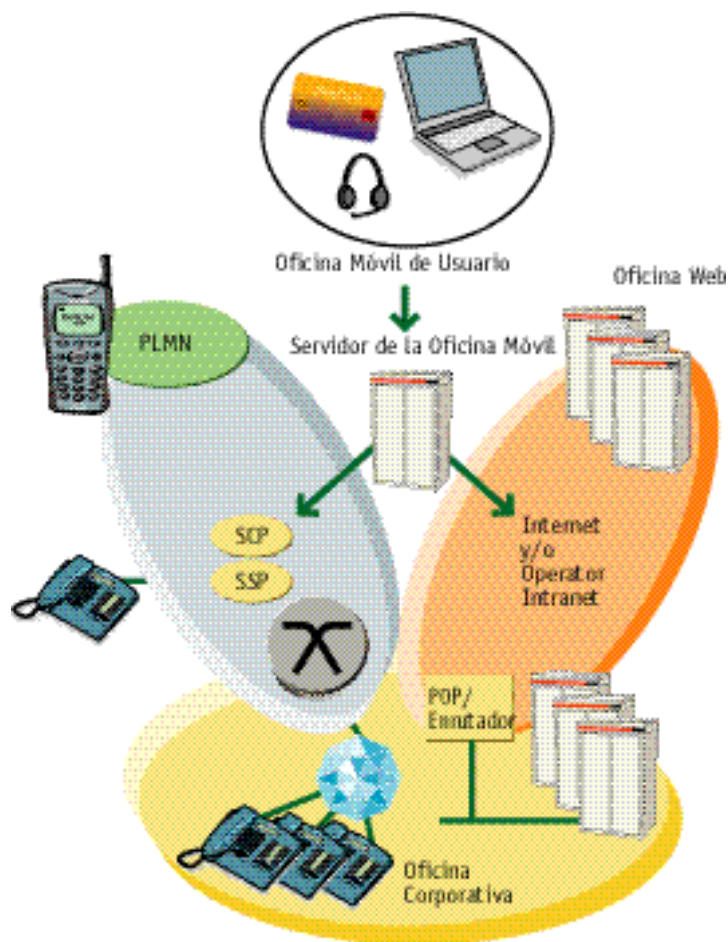 Oficina Móvil de Usuario
Oficina Web
PLMN
Servidor de la Oficina Móvil
SCP
SSP
Internet
y/o
Operator
Intranet
POP/
Enrutador
Oficina
Corporativa